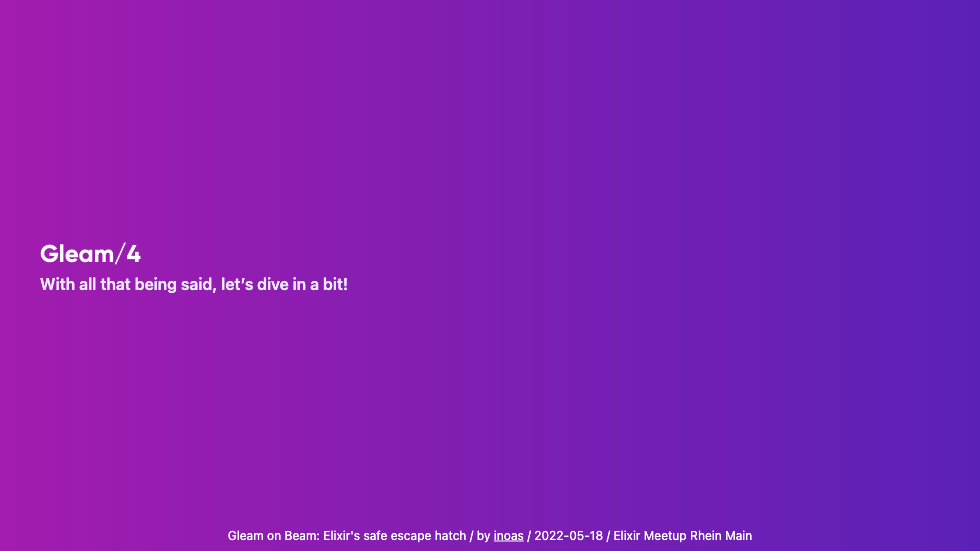 Gleam/4
With all that being said, let’s dive in a bit!
Gleam on Beam: Elixir's safe escape hatch / by inoas / 2022-05-18 / Elixir Meetup Rhein Main